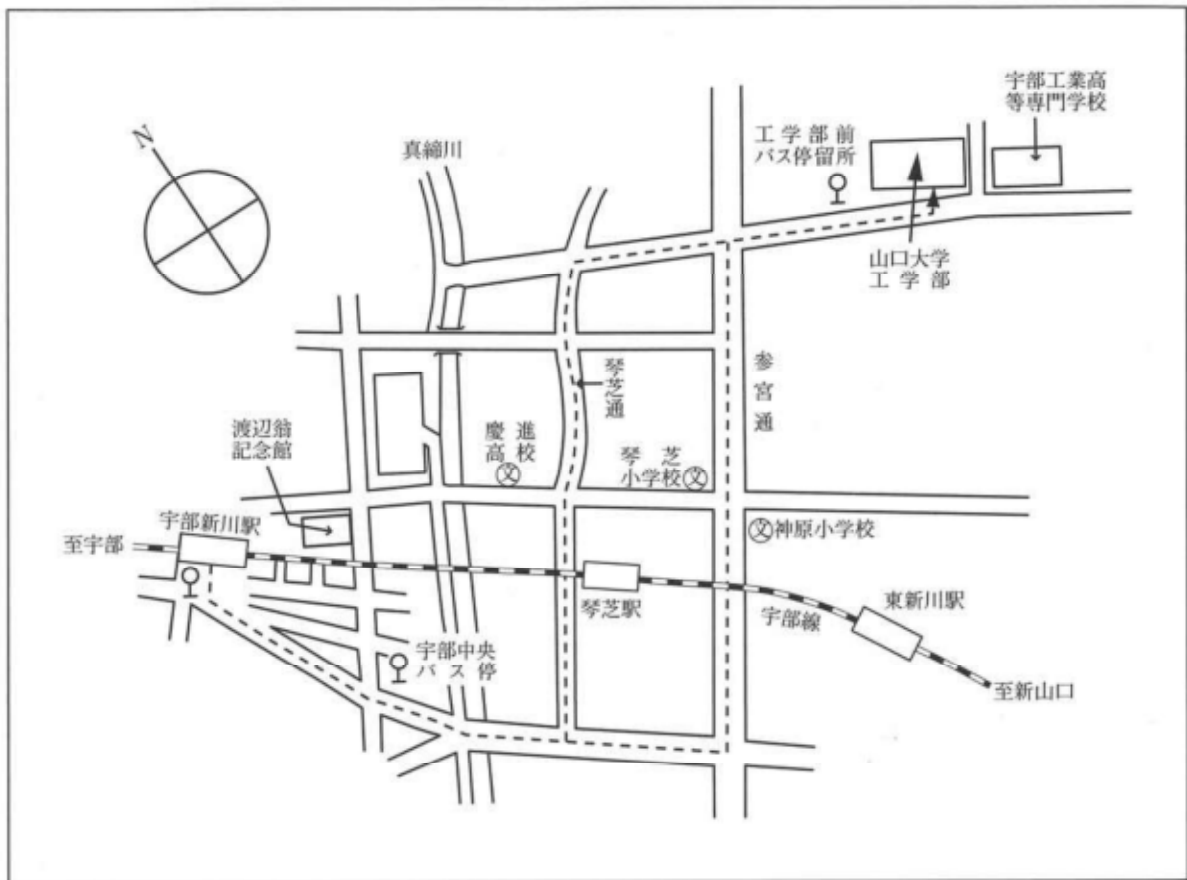 宇部工業高
等専門学校
工学部前
バス停留所
N
真締川
山口大学
工学部
参宮通
琴芝通
渡辺翁
記念館
慶進
高校
文
琴芝
小学校
文
宇部新川駅
文
神原小学校
至宇部
琴芝駅
宇部線
東新川駅
宇部中央
バス停
至新山口